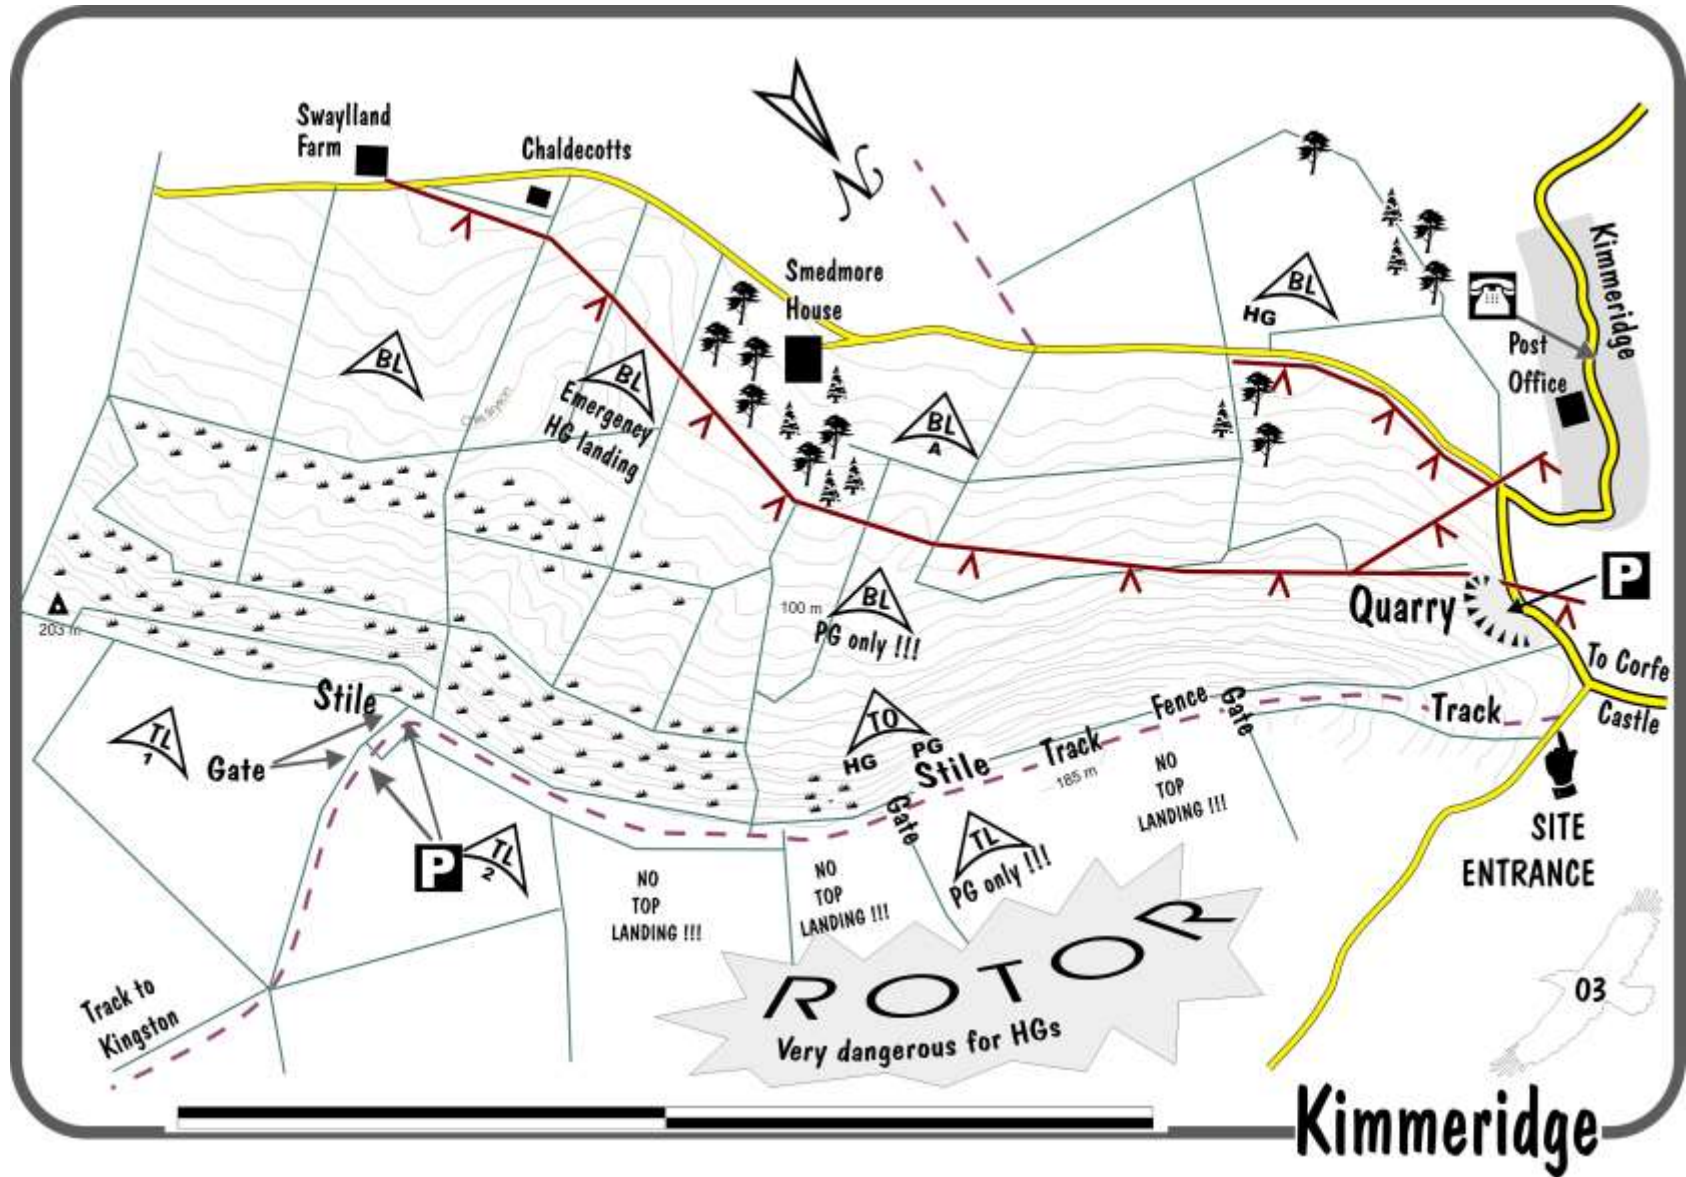 Swaylland
Farm
Chaldecotts
N
Smedmore
House
BL
HG
Kimmeridge
Post
Office
BL
BL
Emergency
HG landing
BL
A
P
Quarry
To Corfe
Castle
100 m
BL
PG only !!!
203 m
Stile
Gate
TL
1
TO
HG
PG
Stile
Gate
Track
185 m
Fence
Gate
Track
NO
TOP
LANDING !!!
SITE
ENTRANCE
P
TL
2
NO
TOP
LANDING !!!
NO
TOP
LANDING !!!
TL
PG only !!!
ROTOR
Very dangerous for HGs
Track to
Kingston
03
Kimmeridge